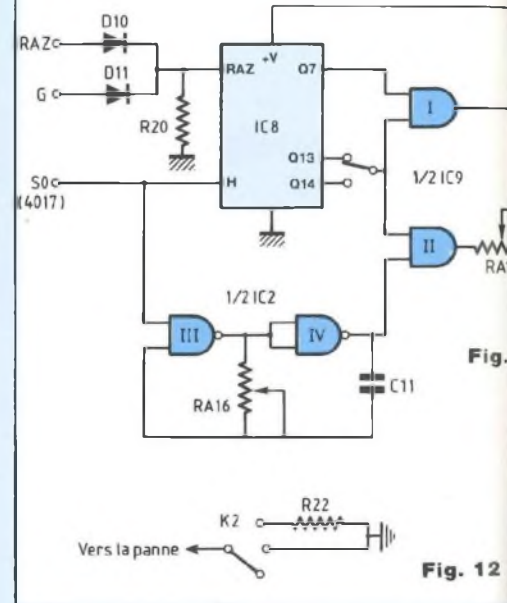 RAZ
D10
D11
G
R20
+V
RAZ
Q7
IC8
Q13
Q14
H
S0
(4017)
I
1/2 IC9
II
RA
1/2 IC2
III
IV
RA16
C11
Fig.
K2
R22
Vers la panne
Fig. 12